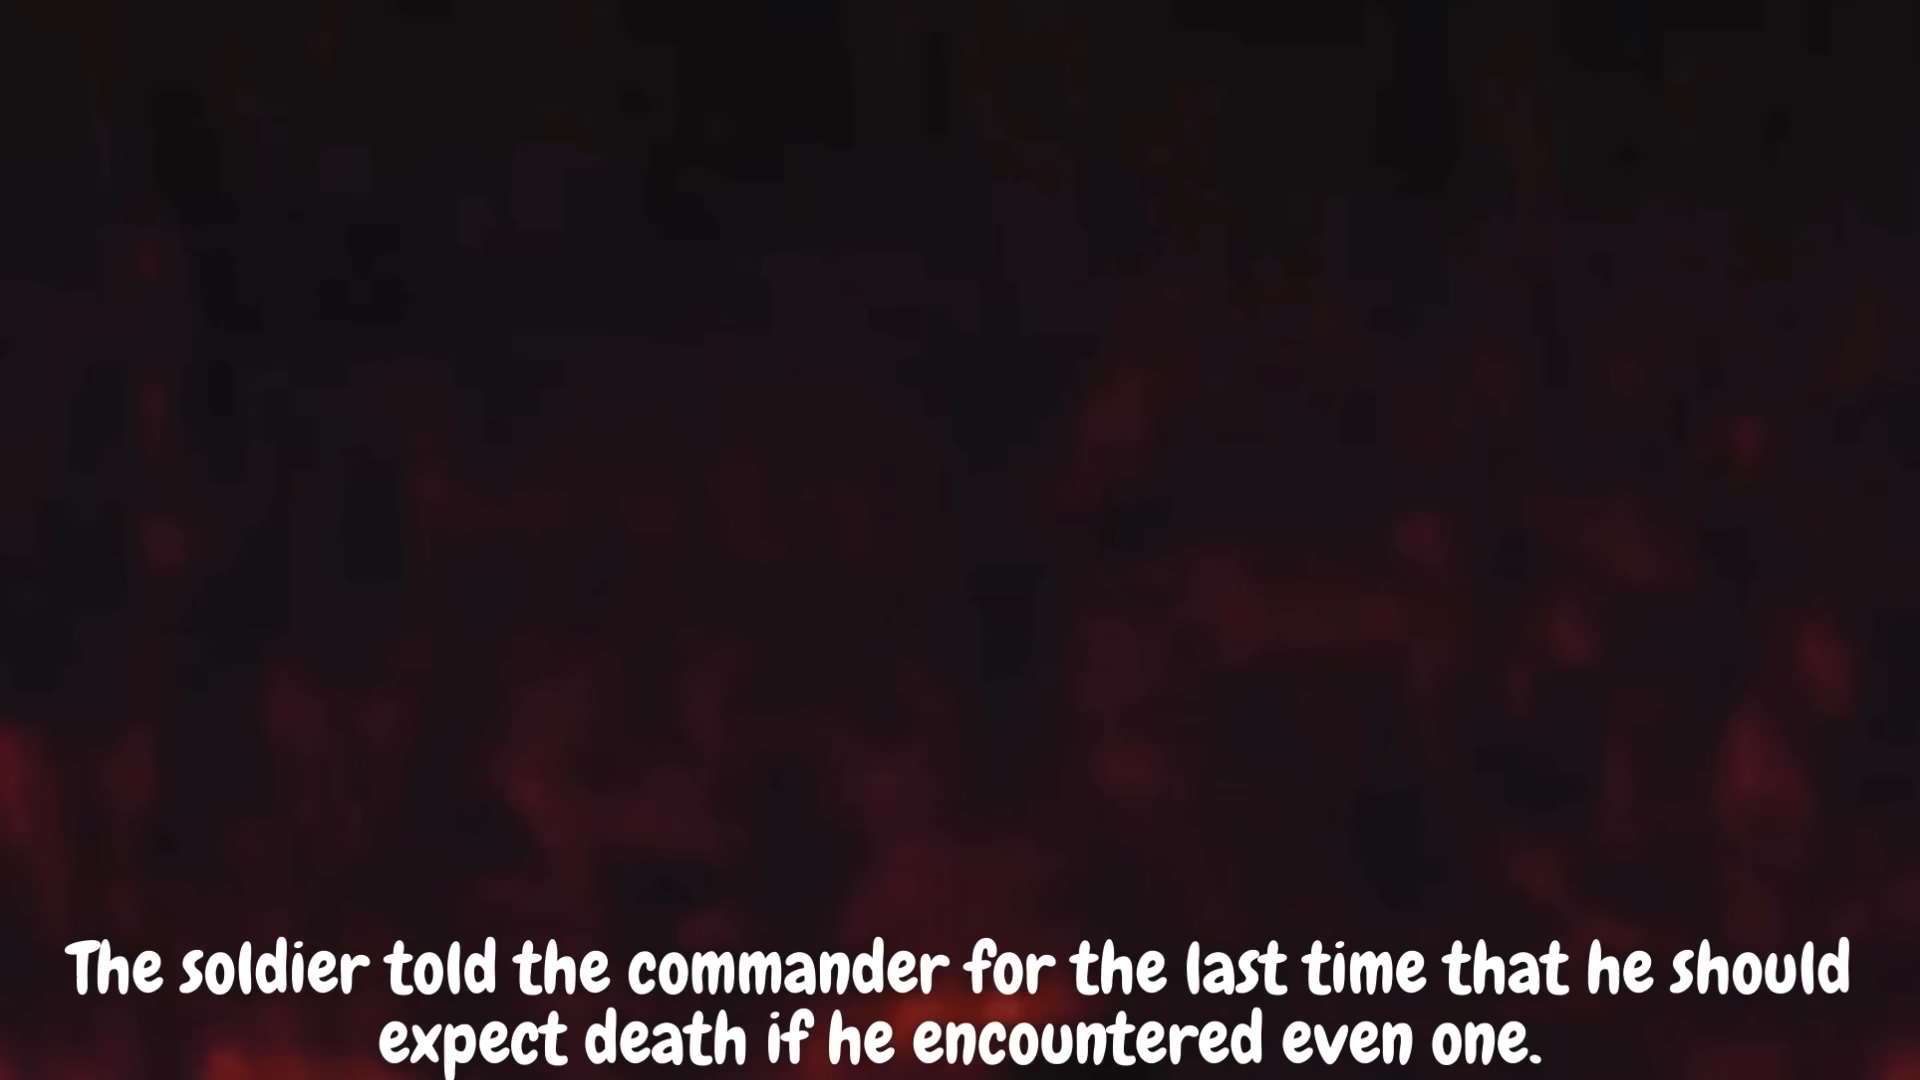 The soldier told the commander for the last time that he should
expect death if he encountered even one.